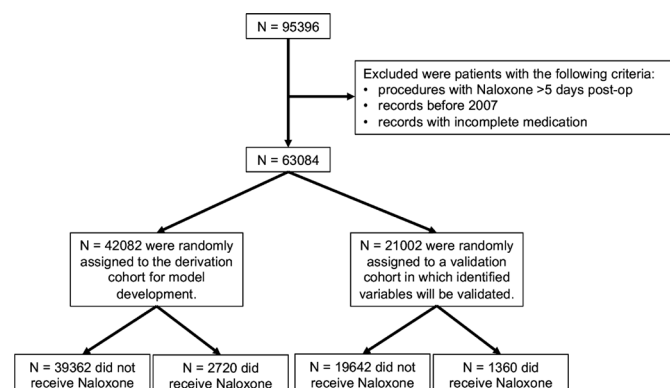 N = 95396
Excluded were patients with the following criteria:
• procedures with Naloxone >5 days post-op
• records before 2007
• records with incomplete medication
N = 63084
N = 42082 were randomly
assigned to the derivation
cohort for model
development.
N = 21002 were randomly
assigned to a validation
cohort in which identified
variables will be validated.
N = 39362 did not
receive Naloxone
N = 2720 did
receive Naloxone
N = 19642 did not
receive Naloxone
N = 1360 did
receive Naloxone